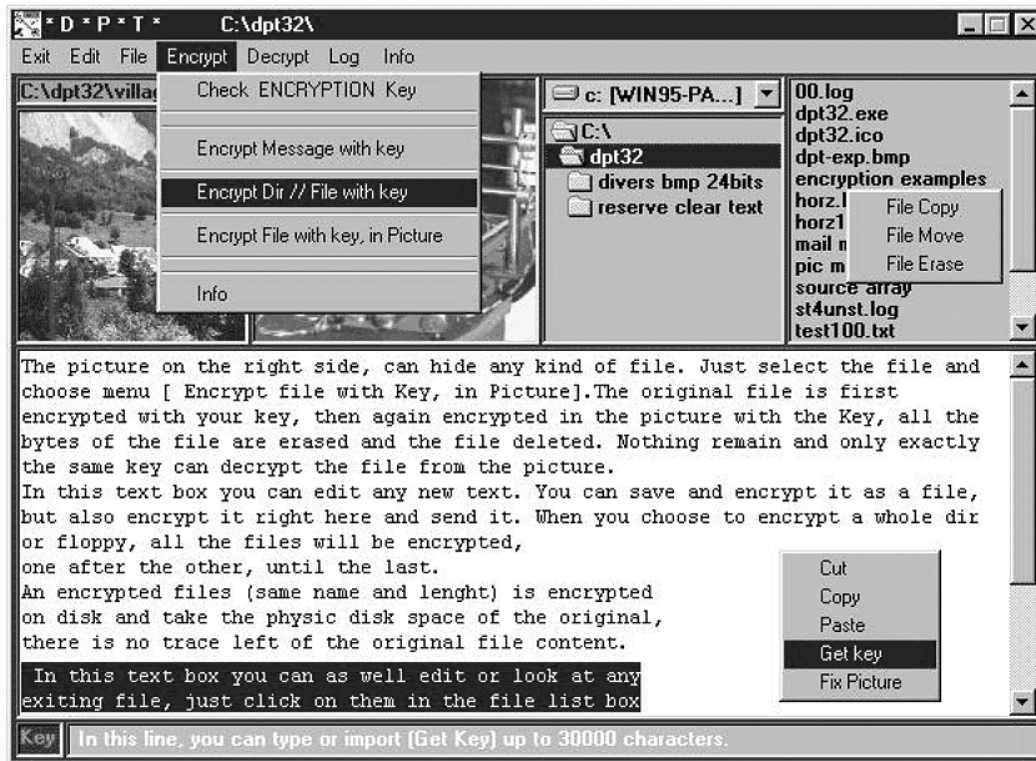 * D * P * T * C:\dpt32\
Exit Edit File Encrypt Decrypt Log Info
C:\dpt32\villag
Check ENCRYPTION Key
Encrypt Message with key
Encrypt Dir // File with key
Encrypt File with key, in Picture
Info
c: [WIN95-PA...]
C:\
dpt32
divers bmp 24bits
reserve clear text
00.log
dpt32.exe
dpt32.ico
dpt-exp.bmp
encryption examples
horz.
horz1
mail
pic m
source array
st4unst.log
test100.txt
File Copy
File Move
File Erase
The picture on the right side, can hide any kind of file. Just select the file and
choose menu [ Encrypt file with Key, in Picture].The original file is first
encrypted with your key, then again encrypted in the picture with the Key, all the
bytes of the file are erased and the file deleted. Nothing remain and only exactly
the same key can decrypt the file from the picture.
In this text box you can edit any new text. You can save and encrypt it as a file,
but also encrypt it right here and send it. When you choose to encrypt a whole dir
or floppy, all the files will be encrypted,
one after the other, until the last.
An encrypted files (same name and lenght) is encrypted
on disk and take the physic disk space of the original,
there is no trace left of the original file content.
In this text box you can as well edit or look at any
exiting file, just click on them in the file list box
Cut
Copy
Paste
Get key
Fix Picture
Key In this line, you can type or import (Get Key) up to 30000 characters.